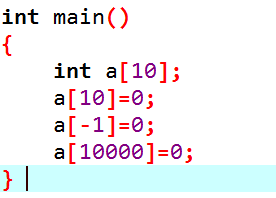 int main()
{
    int a[10];
    a[10]=0;
    a[-1]=0;
    a[10000]=0;
}